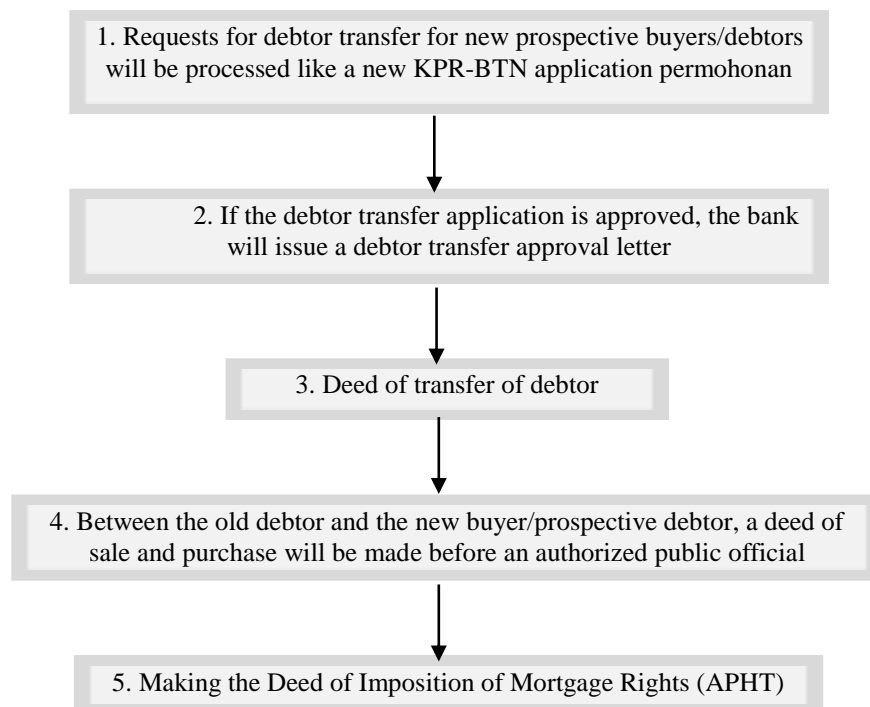 1. Requests for debtor transfer for new prospective buyers/debtors
will be processed like a new KPR-BTN application permohonan
2. If the debtor transfer application is approved, the bank
will issue a debtor transfer approval letter
3. Deed of transfer of debtor
4. Between the old debtor and the new buyer/prospective debtor, a deed of
sale and purchase will be made before an authorized public official
5. Making the Deed of Imposition of Mortgage Rights (APHT)